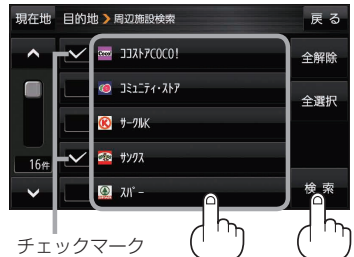 現在地 目的地 > 周辺施設検索 戻る
Coco! ココストアCOCO! 全解除
コミュニティ・ストア 全選択
K サークルK
16件 サンクス
スパー 検索
チェックマーク